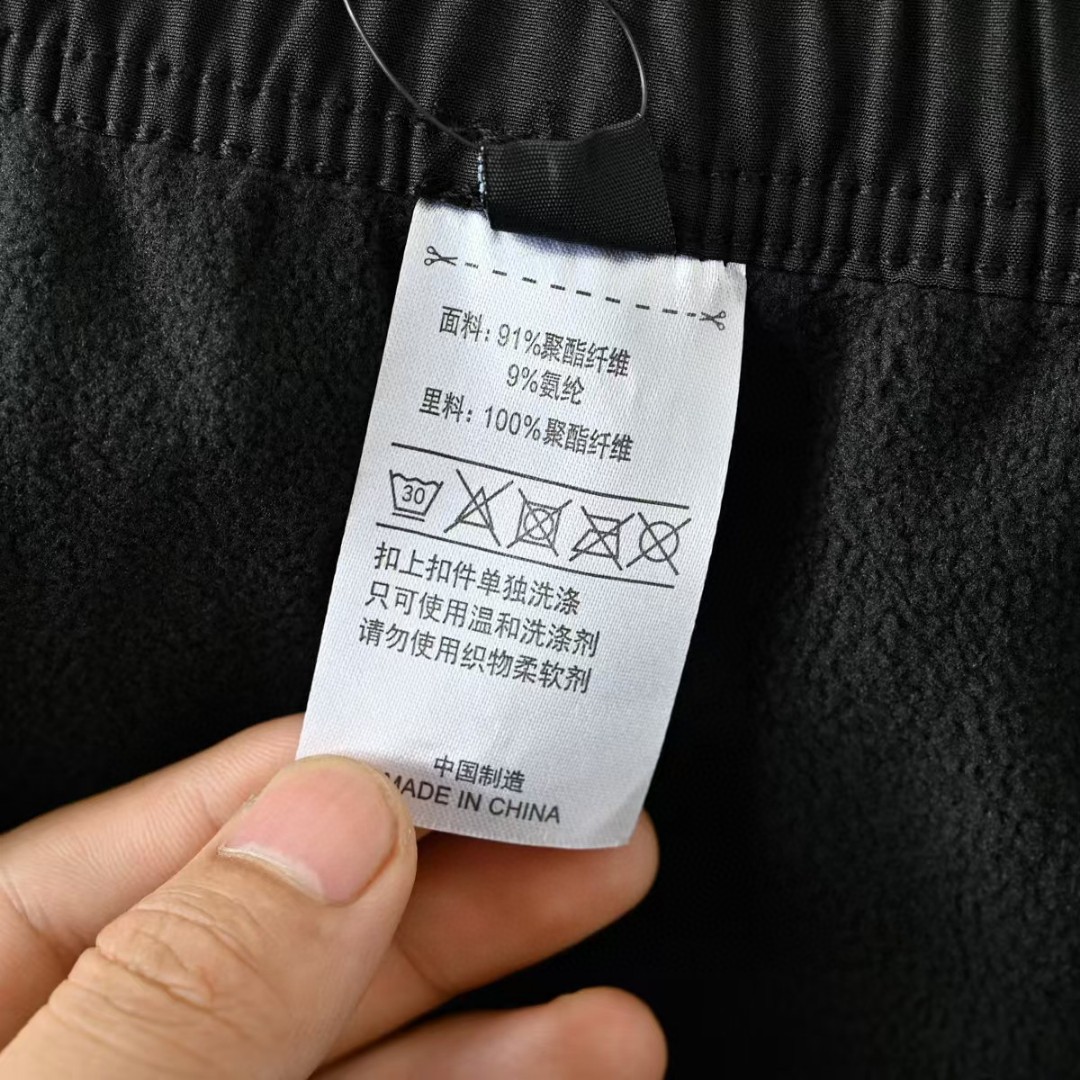 面料: 91%聚酯纤维
9%氨纶
里料: 100%聚酯纤维
30
扣上扣件单独洗涤
只可使用温和洗涤剂
请勿使用织物柔软剂
中国制造
MADE IN CHINA